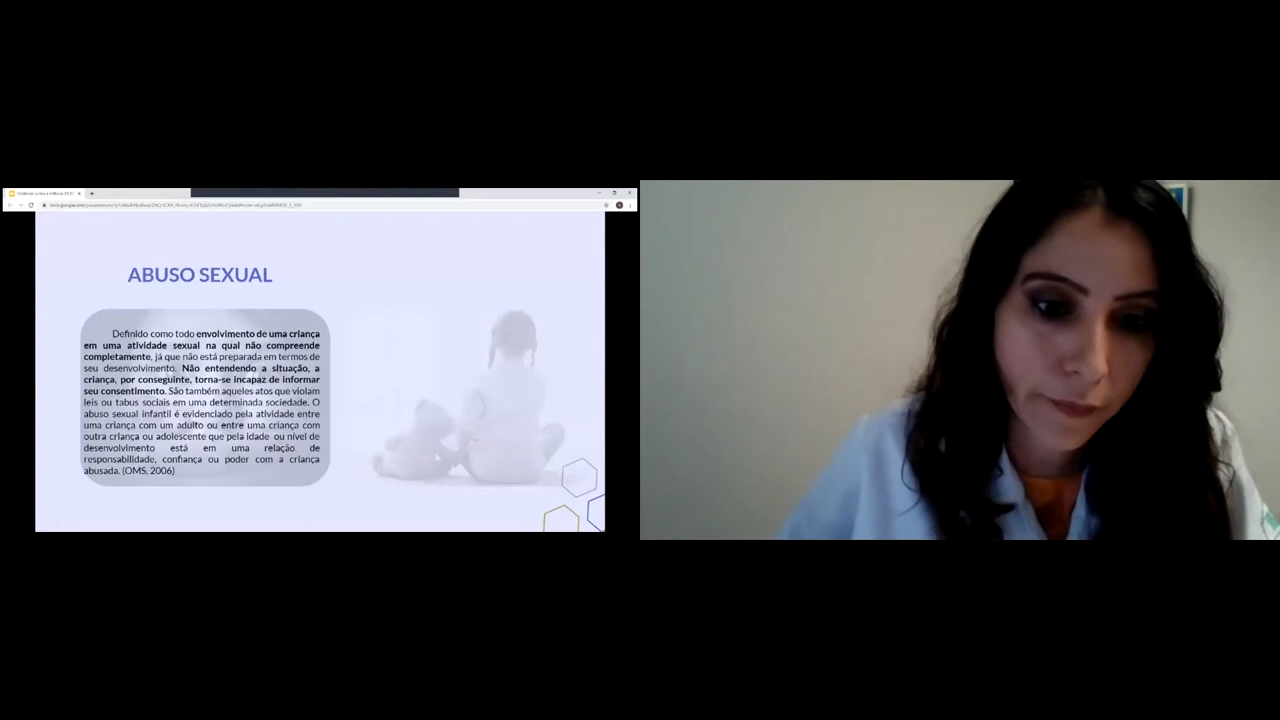 ABUSO SEXUAL
Definido como todo envolvimento de uma criança
em uma atividade sexual na qual não compreende
completamente, já que não está preparada em termos de
seu desenvolvimento. Não entendendo a situação, a
criança, por conseguinte, torna-se incapaz de informar
seu consentimento. São também aqueles atos que violam
leis ou tabus sociais em uma determinada sociedade. O
abuso sexual infantil é evidenciado pela atividade entre
uma criança com um adulto ou entre uma criança com
outra criança ou adolescente que pela idade ou nível de
desenvolvimento está em uma relação de
responsabilidade, confiança ou poder com a criança
abusada. (OMS, 2006)